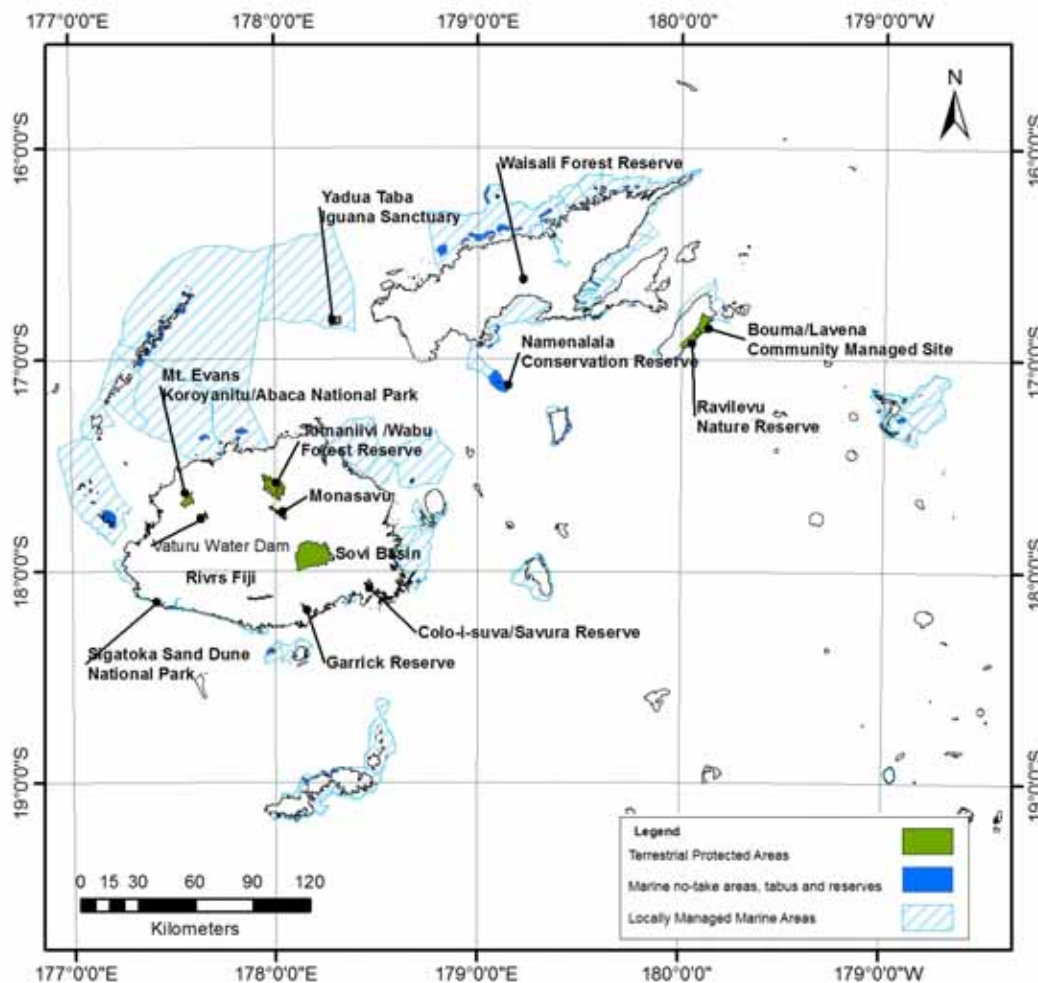 177°0'0"E 178°0'0"E 179°0'0"E 180°0'0" 179°0'0"W
N
16°0'0"S 16°0'0"S
Waisali Forest Reserve
Yadua Taba
Iguana Sanctuary
Bouma/Lavena
Community Managed Site
Namenalala
Conservation Reserve
17°0'0"S 17°0'0"S
Mt. Evans
Koroyanitu/Abaca National Park
Ravilevu
Nature Reserve
Tomaniivi /Wabu
Forest Reserve
Monasavu
Vaturu Water Dam
Sovi Basin
18°0'0"S 18°0'0"S
Rivrs Fiji
Colo-I-suva/Savura Reserve
Sigatoka Sand Dune
National Park
Garrick Reserve
19°0'0"S 19°0'0"S
Legend
Terrestrial Protected Areas
Marine no-take areas, tabus and reserves
Locally Managed Marine Areas
0 15 30 60 90 120
Kilometers
177°0'0"E 178°0'0"E 179°0'0"E 180°0'0" 179°0'0"W